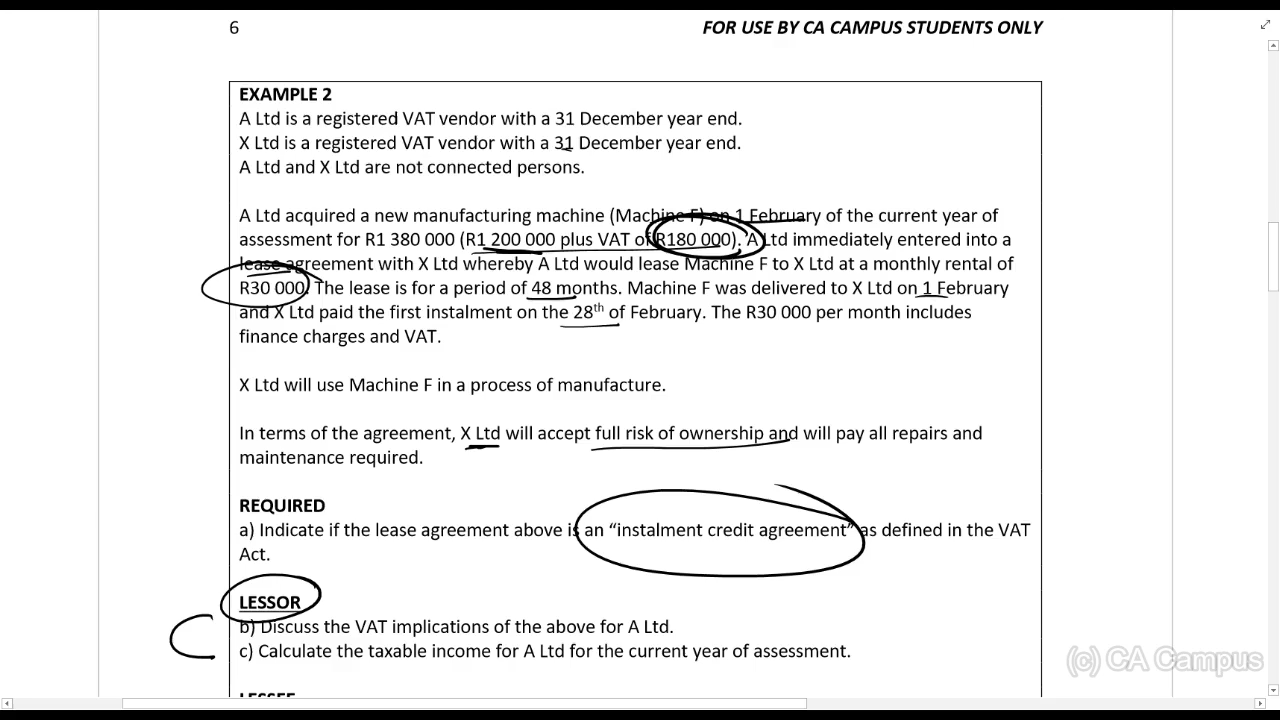 6
FOR USE BY CA CAMPUS STUDENTS ONLY
EXAMPLE 2
A Ltd is a registered VAT vendor with a 31 December year end.
X Ltd is a registered VAT vendor with a 31 December year end.
A Ltd and X Ltd are not connected persons.
A Ltd acquired a new manufacturing machine (Machine F) on 1 February of the current year of
assessment for R1 380 000 (R1 200 000 plus VAT of R180 000). A Ltd immediately entered into a
lease agreement with X Ltd whereby A Ltd would lease Machine F to X Ltd at a monthly rental of
R30 000. The lease is for a period of 48 months. Machine F was delivered to X Ltd on 1 February
and X Ltd paid the first instalment on the 28th of February. The R30 000 per month includes
finance charges and VAT.
X Ltd will use Machine F in a process of manufacture.
In terms of the agreement, X Ltd will accept full risk of ownership and will pay all repairs and
maintenance required.
REQUIRED
a) Indicate if the lease agreement above is an “instalment credit agreement” as defined in the VAT
Act.
LESSOR
b) Discuss the VAT implications of the above for A Ltd.
c) Calculate the taxable income for A Ltd for the current year of assessment.
(c) CA Campus
LESSEE